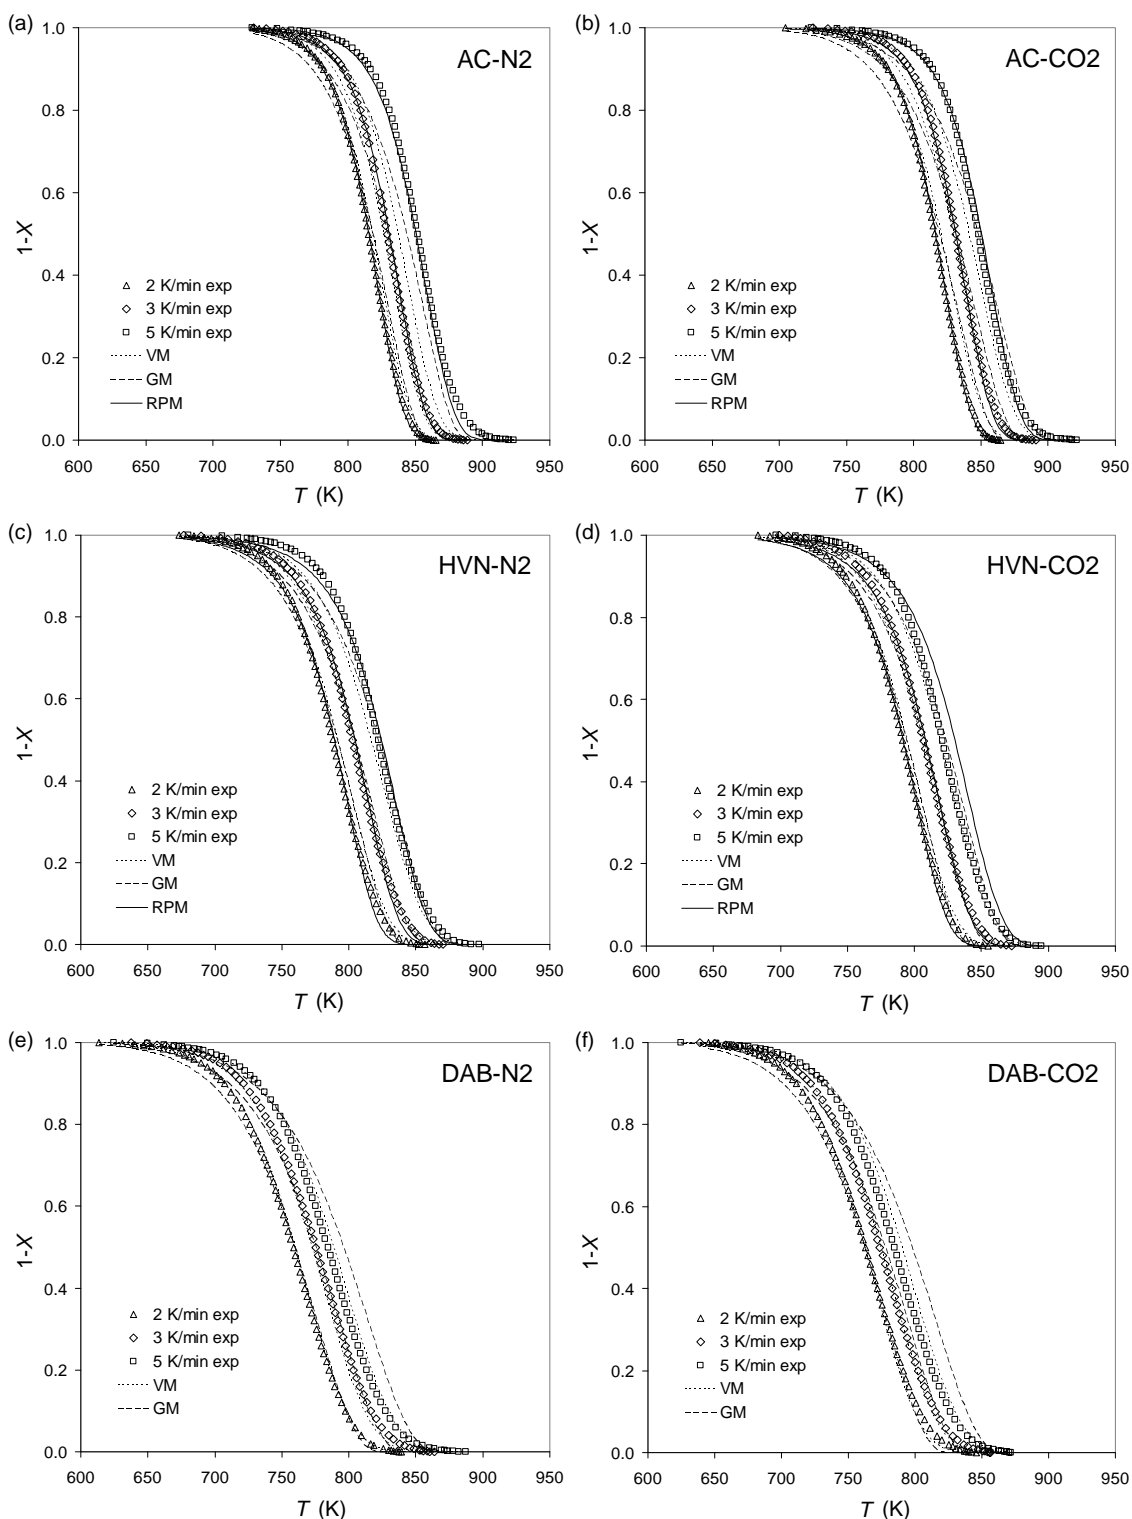 (a)
AC-N2
1.0
0.8
0.6
0.4
0.2
0.0
1-X
2 K/min exp
3 K/min exp
5 K/min exp
VM
GM
RPM
600 650 700 750 800 850 900 950
T (K)
(b)
AC-CO2
1.0
0.8
0.6
0.4
0.2
0.0
1-X
2 K/min exp
3 K/min exp
5 K/min exp
VM
GM
RPM
600 650 700 750 800 850 900 950
T (K)
(c)
HVN-N2
1.0
0.8
0.6
0.4
0.2
0.0
1-X
2 K/min exp
3 K/min exp
5 K/min exp
VM
GM
RPM
600 650 700 750 800 850 900 950
T (K)
(d)
HVN-CO2
1.0
0.8
0.6
0.4
0.2
0.0
1-X
2 K/min exp
3 K/min exp
5 K/min exp
VM
GM
RPM
600 650 700 750 800 850 900 950
T (K)
(e)
DAB-N2
1.0
0.8
0.6
0.4
0.2
0.0
1-X
2 K/min exp
3 K/min exp
5 K/min exp
VM
GM
600 650 700 750 800 850 900 950
T (K)
(f)
DAB-CO2
1.0
0.8
0.6
0.4
0.2
0.0
1-X
2 K/min exp
3 K/min exp
5 K/min exp
VM
GM
600 650 700 750 800 850 900 950
T (K)